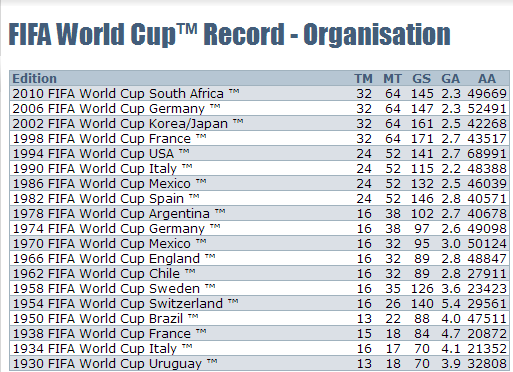 FIFA World Cup™ Record - Organisation
Edition TM MT GS GA AA
2010 FIFA World Cup South Africa ™ 32 64 145 2.3 49669
2006 FIFA World Cup Germany ™ 32 64 147 2.3 52491
2002 FIFA World Cup Korea/Japan ™ 32 64 161 2.5 42268
1998 FIFA World Cup France ™ 32 64 171 2.7 43517
1994 FIFA World Cup USA ™ 24 52 141 2.7 68991
1990 FIFA World Cup Italy ™ 24 52 115 2.2 48388
1986 FIFA World Cup Mexico ™ 24 52 132 2.5 46039
1982 FIFA World Cup Spain ™ 24 52 146 2.8 40571
1978 FIFA World Cup Argentina ™ 16 38 102 2.7 40678
1974 FIFA World Cup Germany ™ 16 38 97 2.6 49098
1970 FIFA World Cup Mexico ™ 16 32 95 3.0 50124
1966 FIFA World Cup England ™ 16 32 89 2.8 48847
1962 FIFA World Cup Chile ™ 16 32 89 2.8 27911
1958 FIFA World Cup Sweden ™ 16 35 126 3.6 23423
1954 FIFA World Cup Switzerland ™ 16 26 140 5.4 29561
1950 FIFA World Cup Brazil ™ 13 22 88 4.0 47511
1938 FIFA World Cup France ™ 15 18 84 4.7 20872
1934 FIFA World Cup Italy ™ 16 17 70 4.1 21352
1930 FIFA World Cup Uruguay ™ 13 18 70 3.9 32808